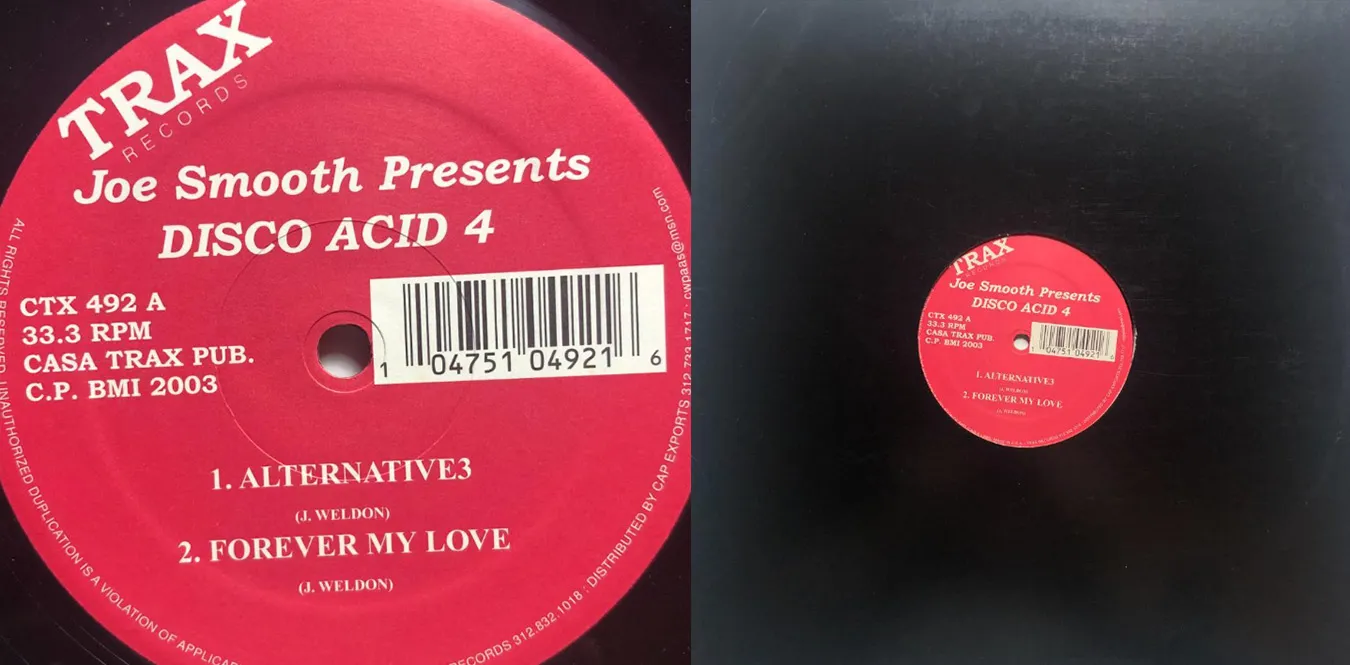 TRAX
RECORDS
Joe Smooth Presents
DISCO ACID 4
CTX 492 A
33.3 RPM
CASA TRAX PUB.
C.P. BMI 2003
1 04751 04921 6
1. ALTERNATIVE3
(J. WELDON)
2. FOREVER MY LOVE
(J. WELDON)
ALL RIGHTS RESERVED. UNAUTHORIZED DUPLICATION IS A VIOLATION OF
RECORDS 312.832.1018 : DISTRIBUTED BY CAP EXPORTS 312.733.1717 · cwpaas@msn.com
TRAX
RECORDS
Joe Smooth Presents
DISCO ACID 4
CTX 492 A
33.3 RPM
CASA TRAX PUB.
C.P. BMI 2003
1 04751 04921 6
1. ALTERNATIVE3
(J. WELDON)
2. FOREVER MY LOVE
(J. WELDON)